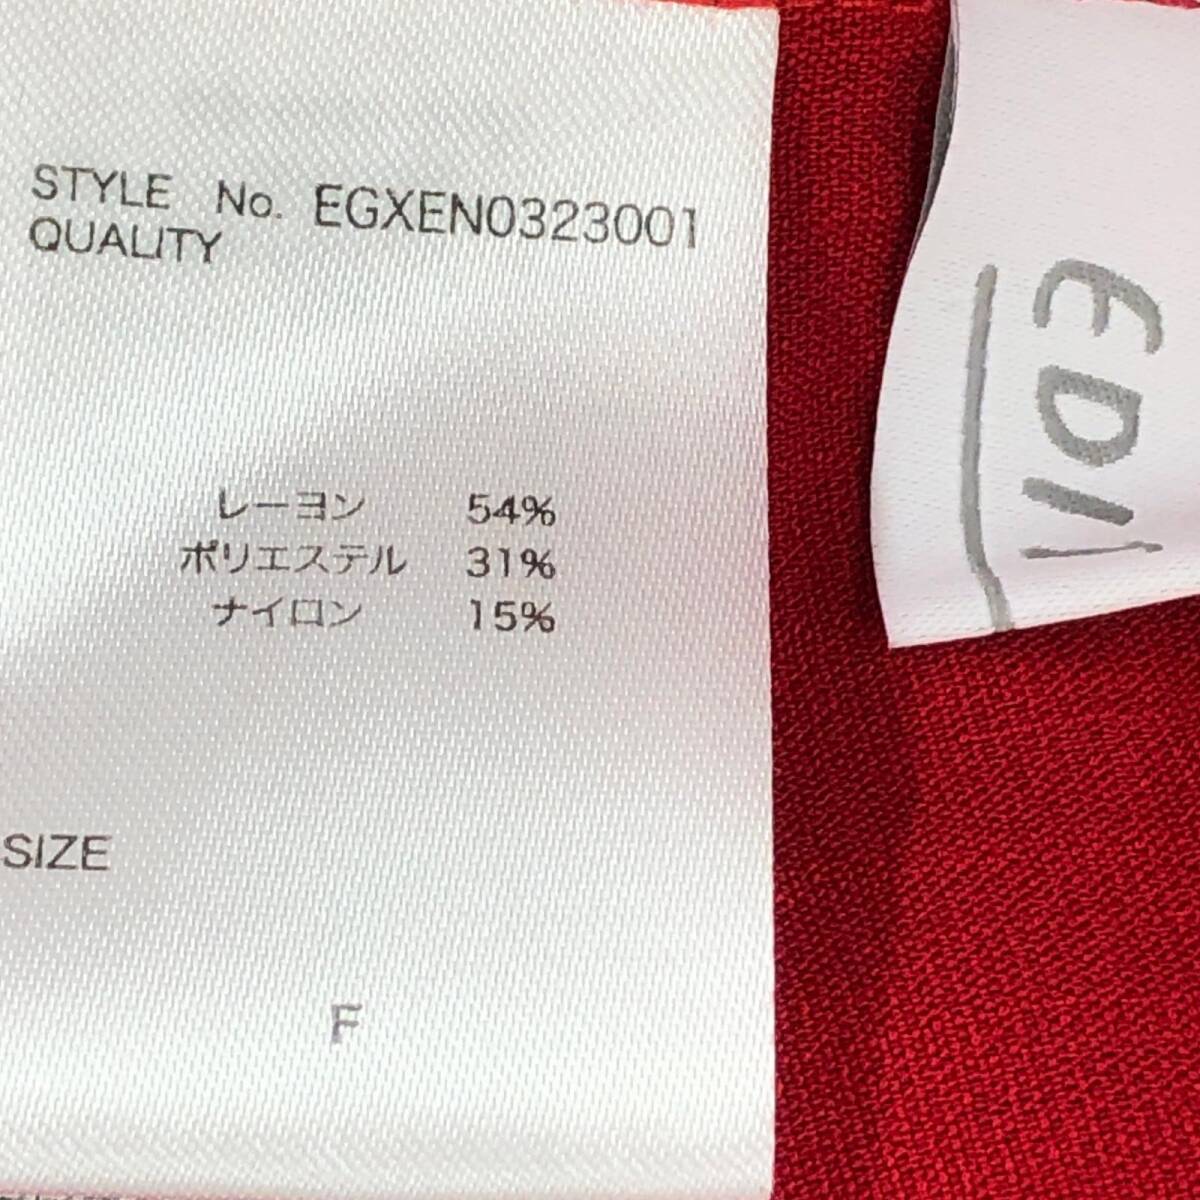 STYLE No. EGXEN0323001
QUALITY
レーヨン 54%
ポリエステル 31%
ナイロン 15%
SIZE
F
EDI